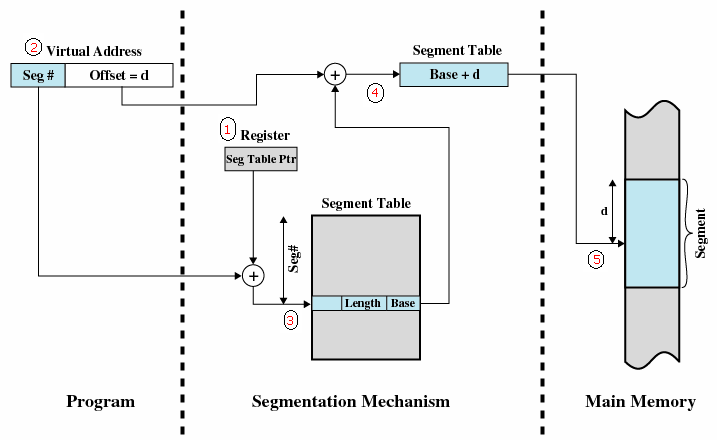 2 Virtual Address
Seg # Offset = d
Segment Table
+ Base + d
4
1 Register
Seg Table Ptr
Segment Table
Seg#
+
Length Base
3
d
Segment
5
Program
Segmentation Mechanism
Main Memory